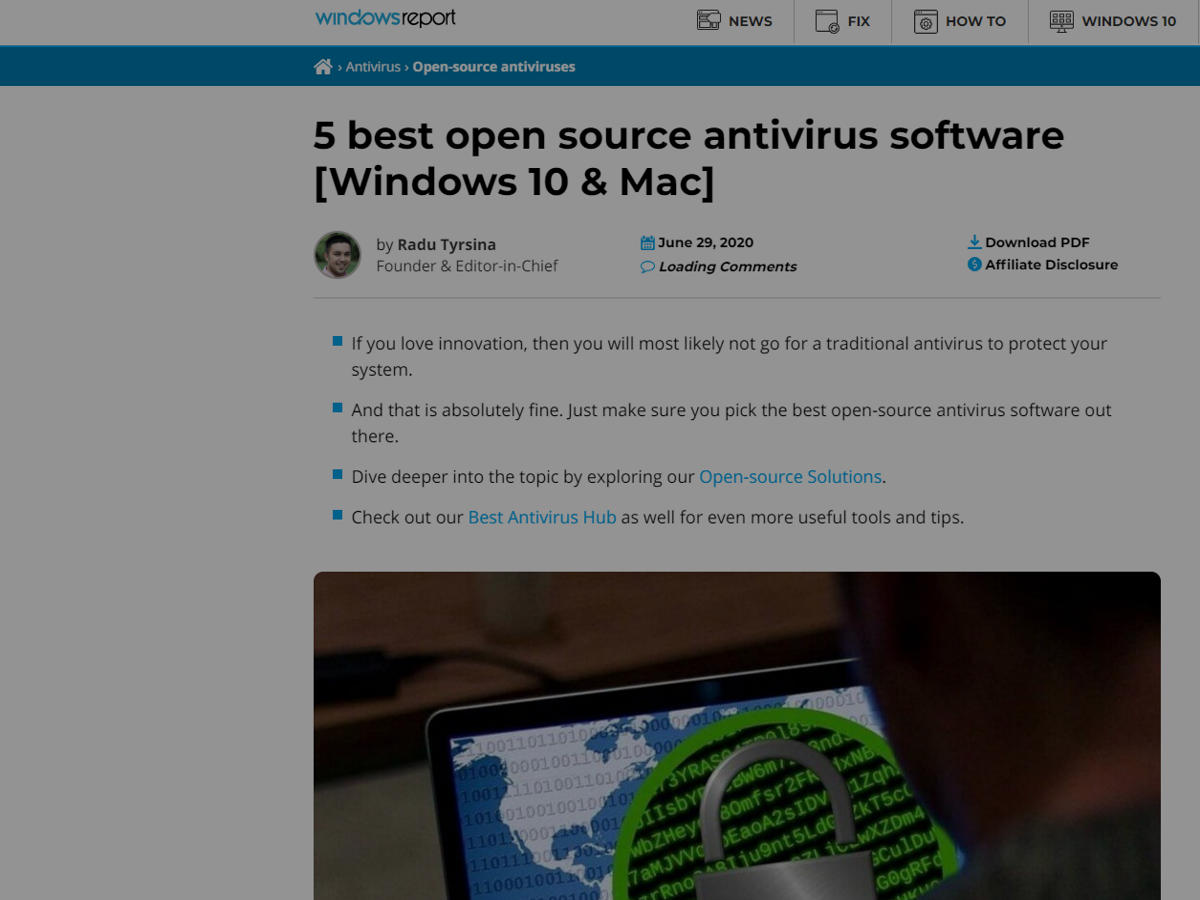 windowsreport
NEWS
FIX
HOW TO
WINDOWS 10
› Antivirus › Open-source antiviruses
5 best open source antivirus software
[Windows 10 & Mac]
by Radu Tyrsina
Founder & Editor-in-Chief
June 29, 2020
Loading Comments
Download PDF
Affiliate Disclosure
If you love innovation, then you will most likely not go for a traditional antivirus to protect your
system.
And that is absolutely fine. Just make sure you pick the best open-source antivirus software out
there.
Dive deeper into the topic by exploring our Open-source Solutions.
Check out our Best Antivirus Hub as well for even more useful tools and tips.